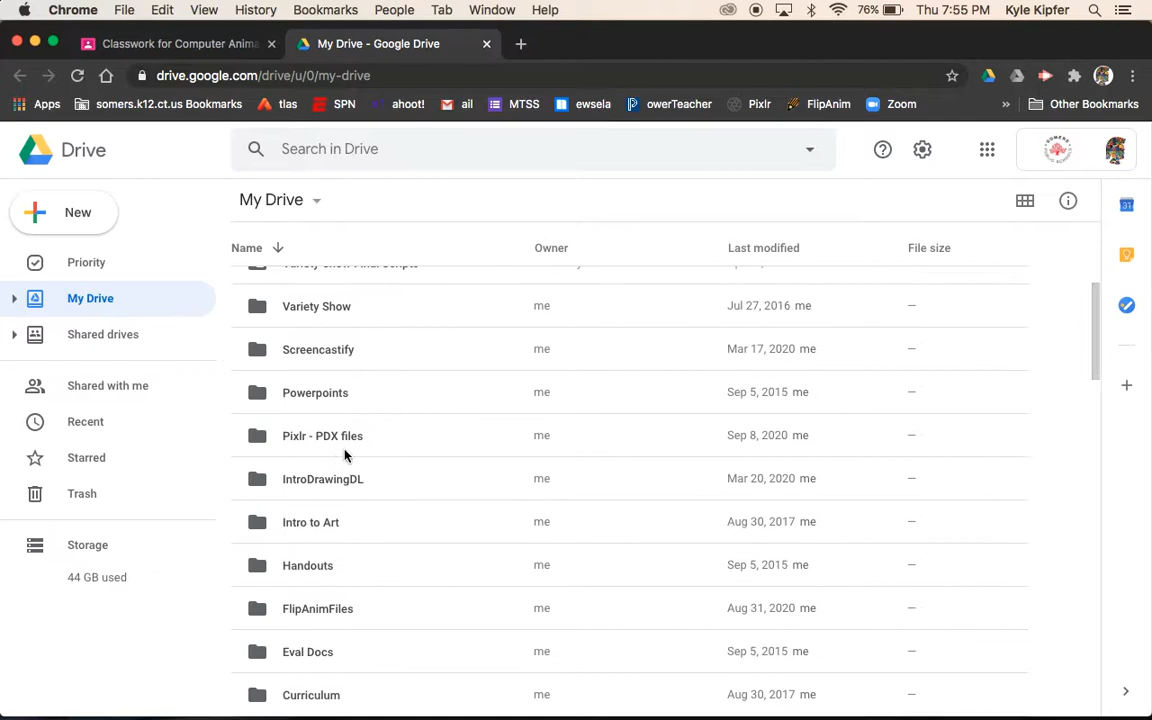 Chrome File Edit View History Bookmarks People Tab Window Help 76% Thu 7:55 PM Kyle Kipfer
Classwork for Computer Anima My Drive - Google Drive
drive.google.com/drive/u/0/my-drive
Apps somers.k12.ct.us Bookmarks tlas SPN ahoot! ail MTSS ewsela owerTeacher Pixlr FlipAnim Zoom » Other Bookmarks
Drive Search in Drive
New
My Drive
Name Owner Last modified File size
Priority
My Drive
Shared drives
Shared with me
Recent
Starred
Trash
Storage
44 GB used
Variety Show Final Scripts
Variety Show me Jul 27, 2016 me —
Screencastify me Mar 17, 2020 me —
Powerpoints me Sep 5, 2015 me —
Pixlr - PDX files me Sep 8, 2020 me —
IntroDrawingDL me Mar 20, 2020 me —
Intro to Art me Aug 30, 2017 me —
Handouts me Sep 5, 2015 me —
FlipAnimFiles me Aug 31, 2020 me —
Eval Docs me Sep 5, 2015 me —
Curriculum me Aug 30, 2017 me —
31